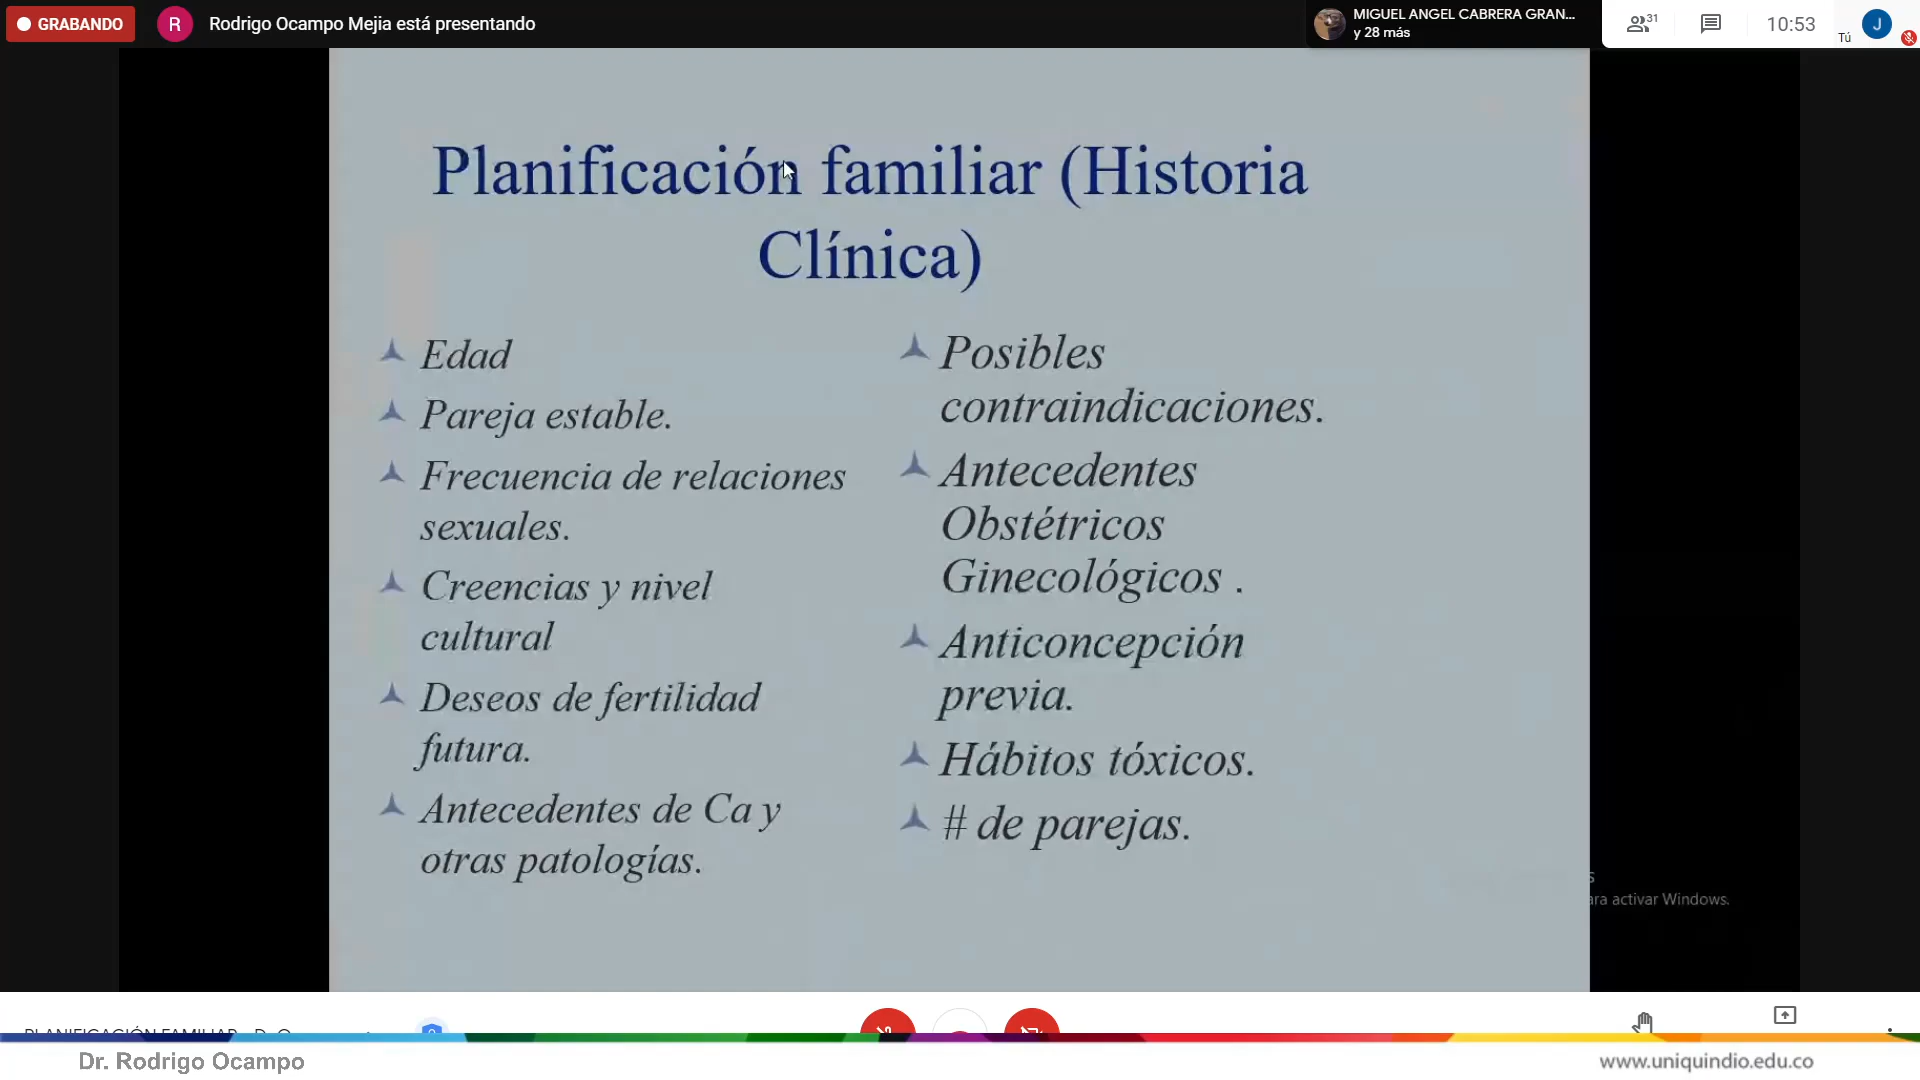 GRABANDO
R
Rodrigo Ocampo Mejia está presentando
MIGUEL ANGEL CABRERA GRAN...
y 28 más
31
10:53
Tú
J
Planificación familiar (Historia
Clínica)
Edad
Pareja estable.
Frecuencia de relaciones
sexuales.
Creencias y nivel
cultural
Deseos de fertilidad
futura.
Antecedentes de Ca y
otras patologías.
Posibles
contraindicaciones.
Antecedentes
Obstétricos
Ginecológicos .
Anticoncepción
previa.
Hábitos tóxicos.
# de parejas.
activar Windows.
PLANIFICACIÓN FAMILIAR
Dr. Rodrigo Ocampo
www.uniquindio.edu.co